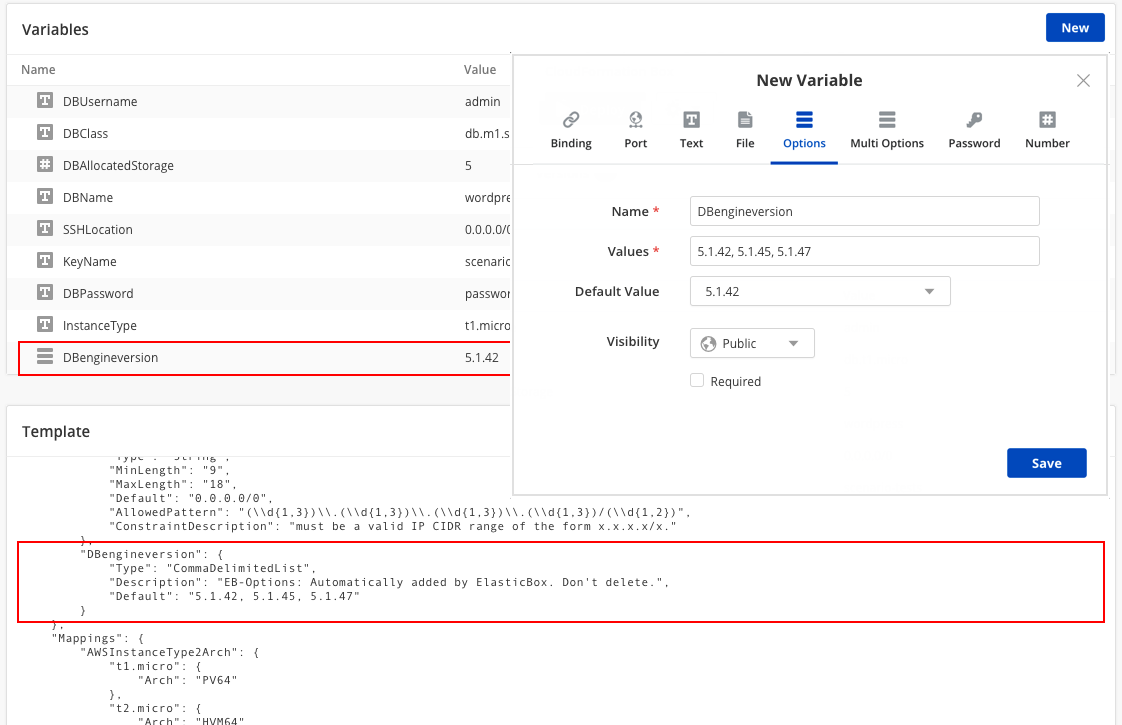 Variables
New
Name Value
DBUsername admin
DBClass db.m1.s
DBAllocatedStorage 5
DBName wordpre
SSHLocation 0.0.0.0/0
KeyName scenario
DBPassword passwor
InstanceType t1.micro
DBengineversion 5.1.42
New Variable
Binding Port Text File Options Multi Options Password Number
Name * DBengineversion
Values * 5.1.42, 5.1.45, 5.1.47
Default Value 5.1.42
Visibility Public
Required
Save
Template
"Type": "String",
"MinLength": "9",
"MaxLength": "18",
"Default": "0.0.0.0/0",
"AllowedPattern": "(\\d{1,3})\\.(\\d{1,3})\\.(\\d{1,3})\\.(\\d{1,3})/(\\d{1,2})",
"ConstraintDescription": "must be a valid IP CIDR range of the form x.x.x.x/x."
},
"DBengineversion": {
"Type": "CommaDelimitedList",
"Description": "EB-Options: Automatically added by ElasticBox. Don't delete.",
"Default": "5.1.42, 5.1.45, 5.1.47"
}
},
"Mappings": {
"AWSInstanceType2Arch": {
"t1.micro": {
"Arch": "PV64"
},
"t2.micro": {
"Arch": "HVM64"